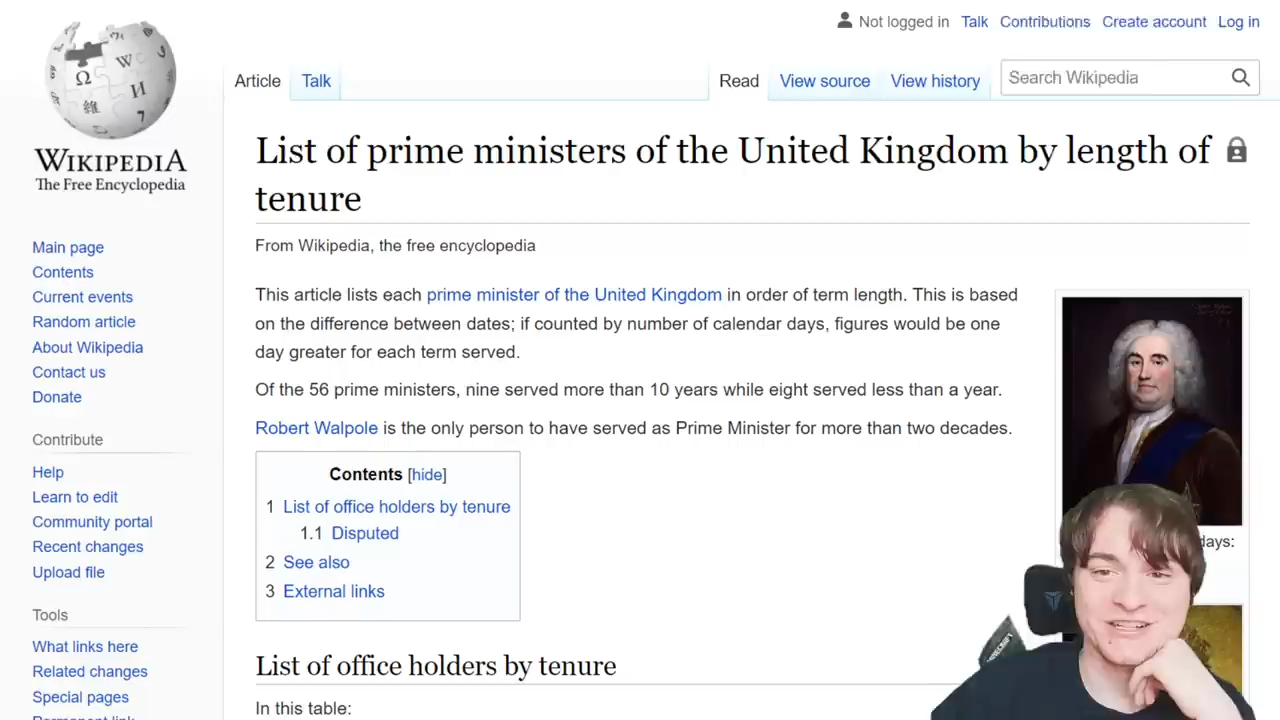 Not logged in Talk Contributions Create account Log in
Article Talk Read View source View history Search Wikipedia
WIKIPEDIA
The Free Encyclopedia
Main page
Contents
Current events
Random article
About Wikipedia
Contact us
Donate
Contribute
Help
Learn to edit
Community portal
Recent changes
Upload file
Tools
What links here
Related changes
Special pages
List of prime ministers of the United Kingdom by length of
tenure
From Wikipedia, the free encyclopedia
This article lists each prime minister of the United Kingdom in order of term length. This is based
on the difference between dates; if counted by number of calendar days, figures would be one
day greater for each term served.
Of the 56 prime ministers, nine served more than 10 years while eight served less than a year.
Robert Walpole is the only person to have served as Prime Minister for more than two decades.
Contents [hide]
1 List of office holders by tenure
1.1 Disputed
2 See also
3 External links
days:
List of office holders by tenure
In this table: